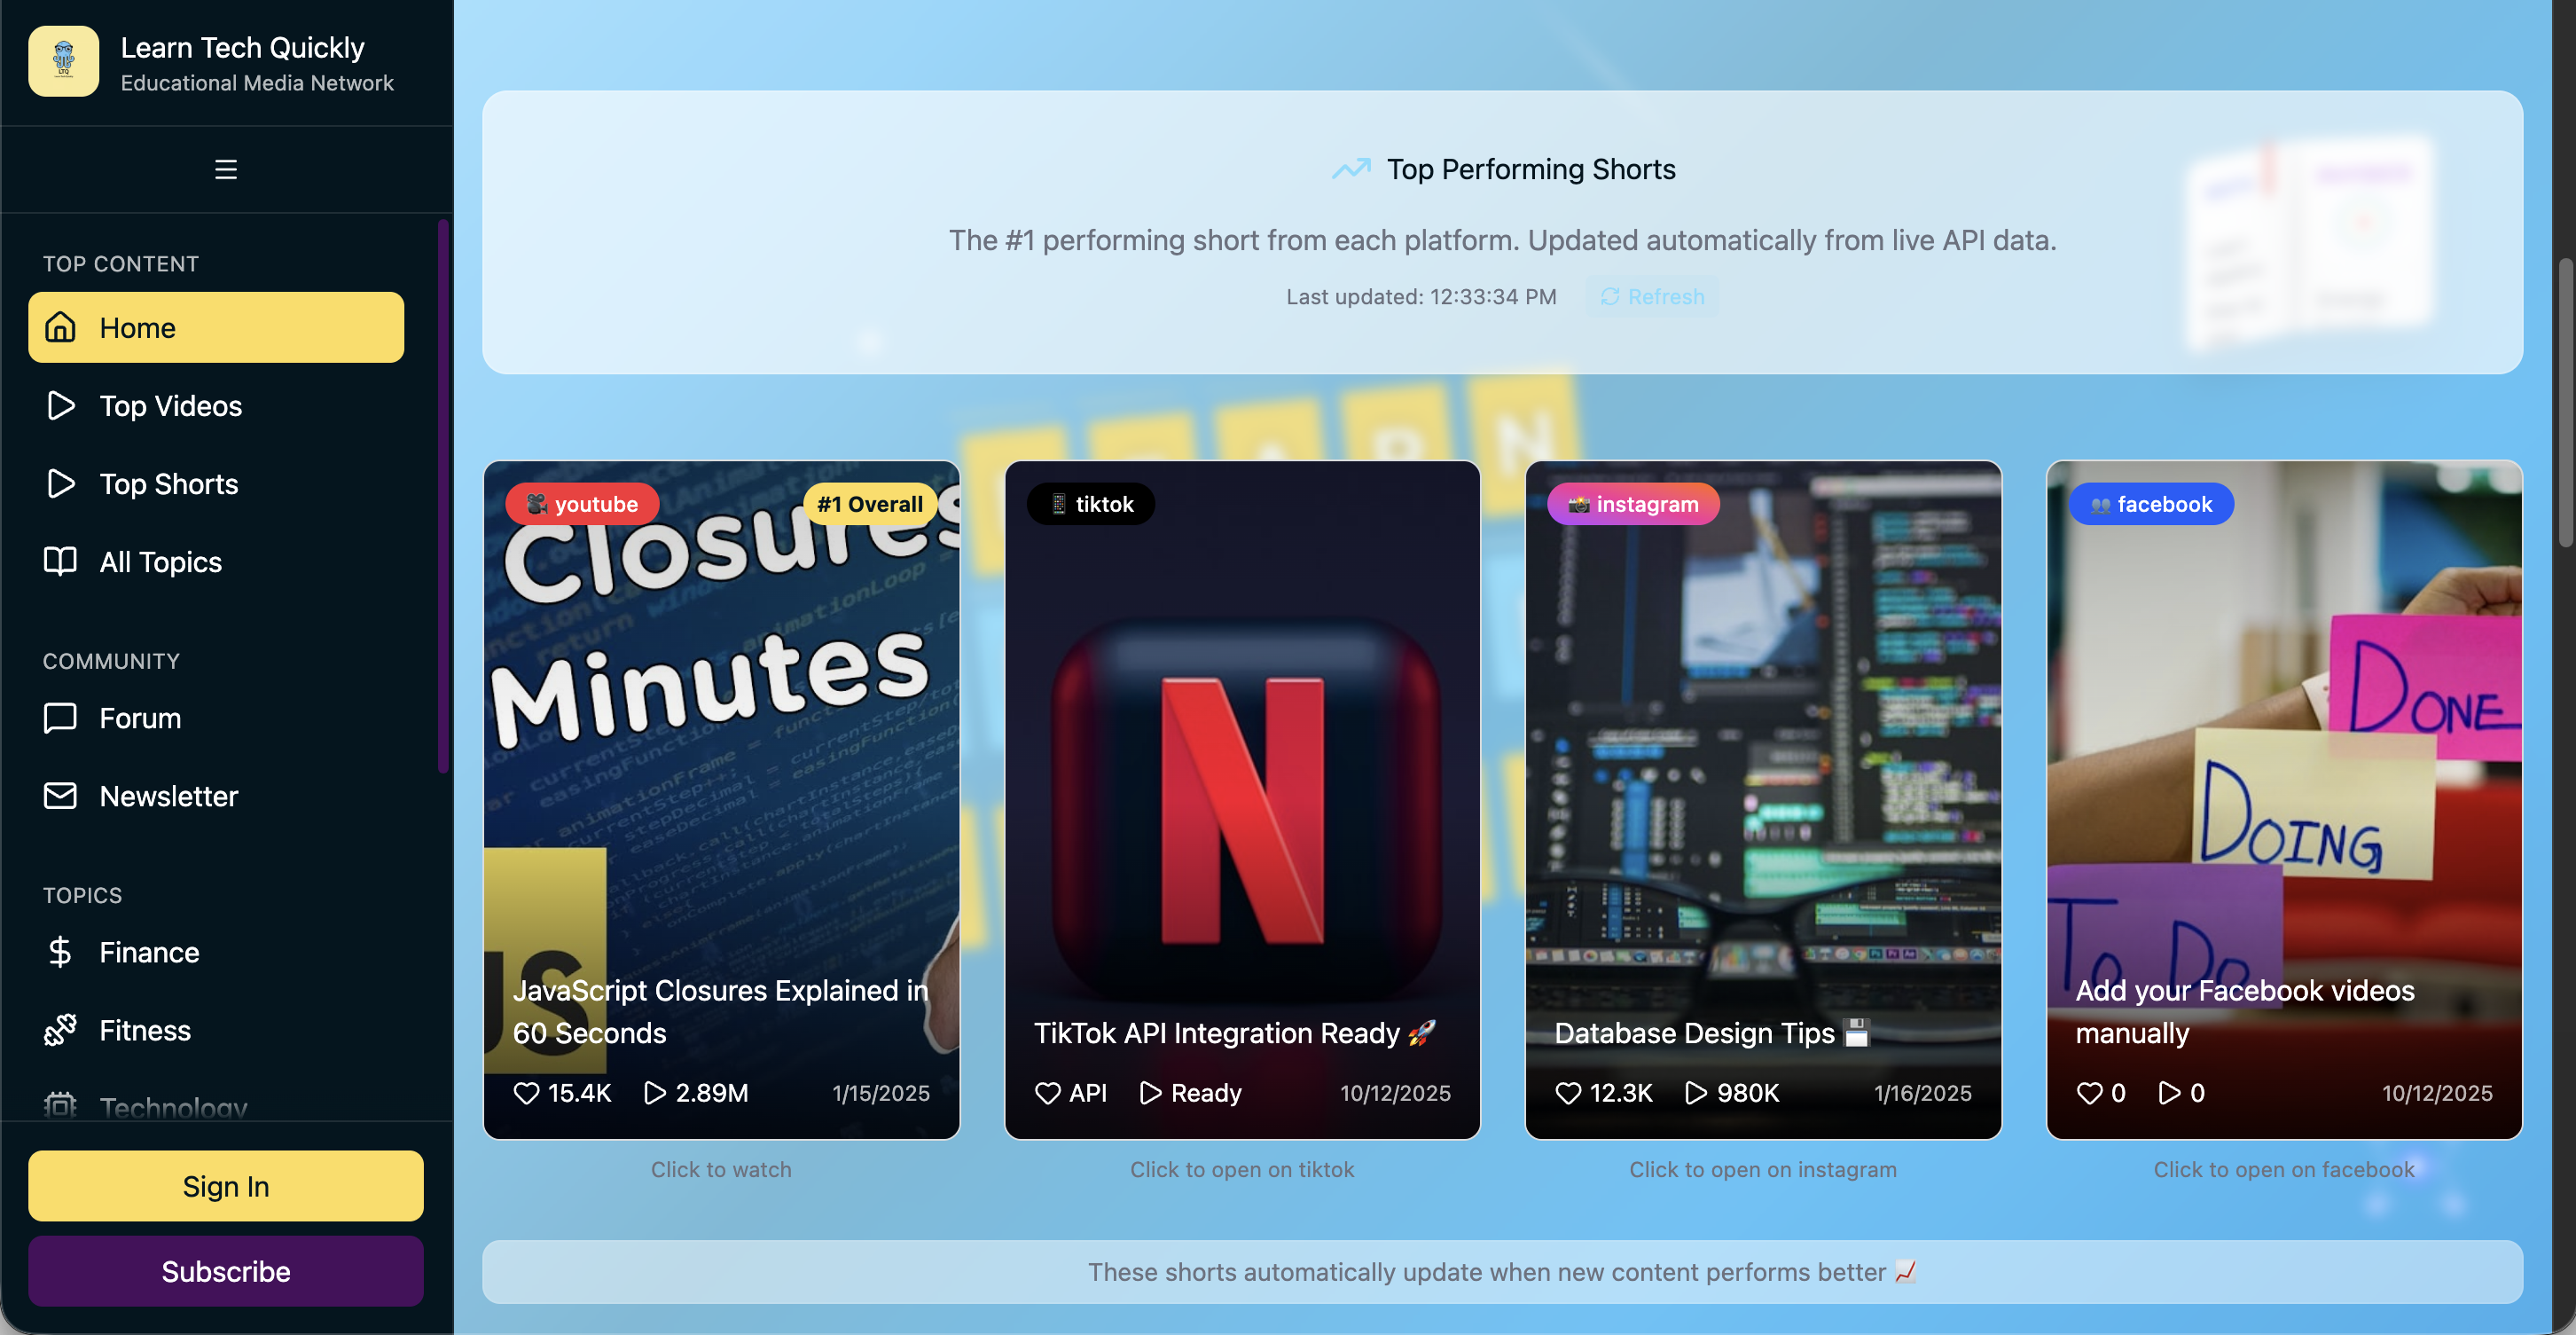 LTQ
Learn Tech Quickly
Educational Media Network
TOP CONTENT
Home
Top Videos
Top Shorts
All Topics
COMMUNITY
Forum
Newsletter
TOPICS
Finance
Fitness
Technology
Sign In
Subscribe
Top Performing Shorts
The #1 performing short from each platform. Updated automatically from live API data.
Last updated: 12:33:34 PM
Refresh
🎥 youtube
#1 Overall
Closures
Minutes
JS
JavaScript Closures Explained in
60 Seconds
15.4K
2.89M
1/15/2025
Click to watch
📱 tiktok
N
TikTok API Integration Ready 🚀
API
Ready
10/12/2025
Click to open on tiktok
📸 instagram
Database Design Tips 💾
12.3K
980K
1/16/2025
Click to open on instagram
👥 facebook
DONE
DOING
TO DO
Add your Facebook videos
manually
0
0
10/12/2025
Click to open on facebook
These shorts automatically update when new content performs better 📈